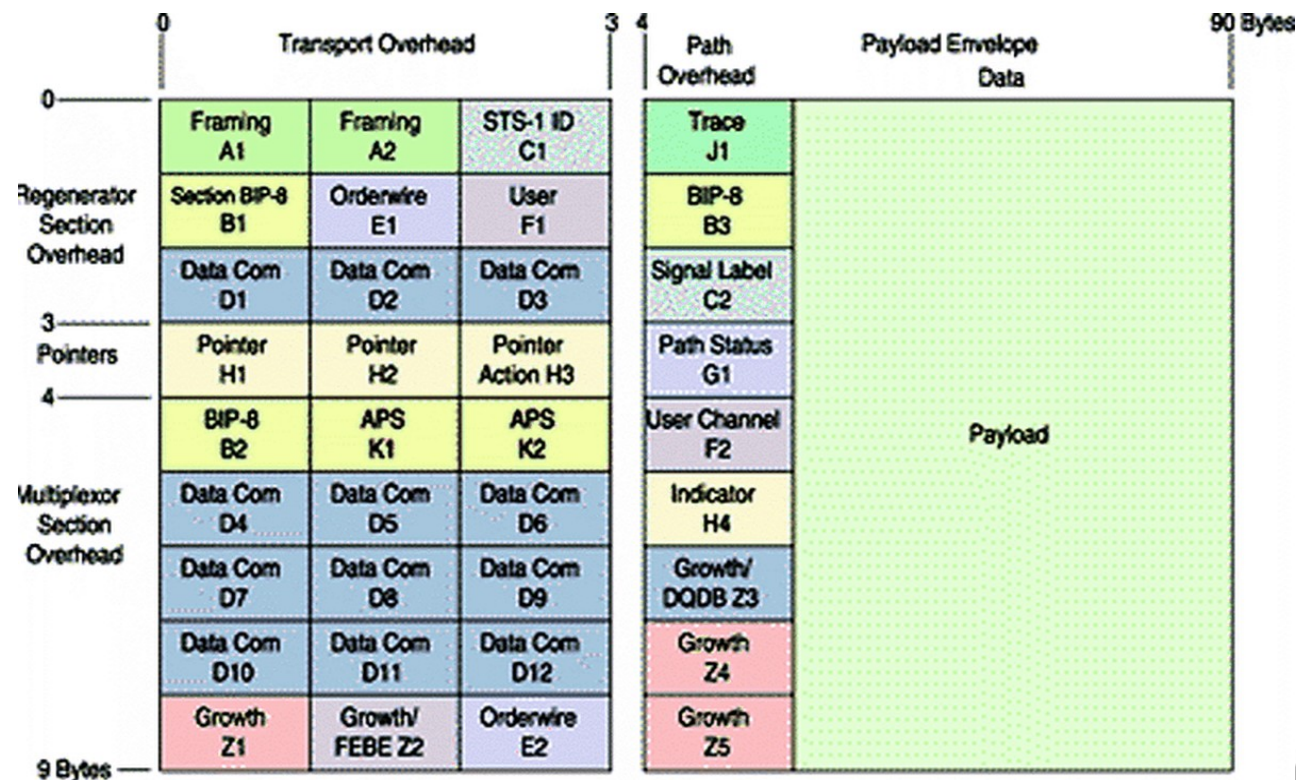 0 3 4 90 Bytes
Transport Overhead
Path Overhead
Payload Envelope
Data
0
Framing A1
Framing A2
STS-1 ID C1
Trace J1
Regenerator Section Overhead
Section BIP-8 B1
Orderwire E1
User F1
BIP-8 B3
Data Com D1
Data Com D2
Data Com D3
Signal Label C2
3
Pointers
Pointer H1
Pointer H2
Pointer Action H3
Path Status G1
4
BIP-8 B2
APS K1
APS K2
User Channel F2
Payload
Multiplexor Section Overhead
Data Com D4
Data Com D5
Data Com D6
Indicator H4
Data Com D7
Data Com D8
Data Com D9
Growth/ DQDB Z3
Data Com D10
Data Com D11
Data Com D12
Growth Z4
Growth Z1
Growth/ FEBE Z2
Orderwire E2
Growth Z5
9 Bytes